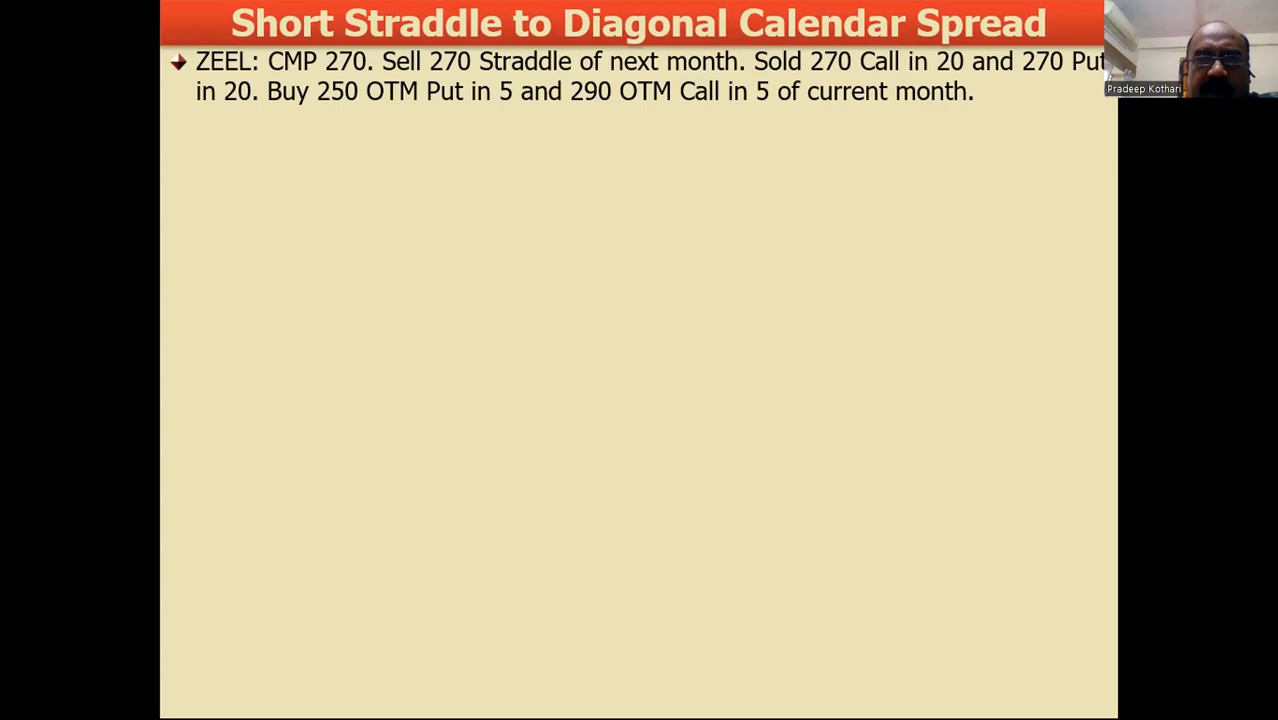 Short Straddle to Diagonal Calendar Spread
ZEEL: CMP 270. Sell 270 Straddle of next month. Sold 270 Call in 20 and 270 Put
in 20. Buy 250 OTM Put in 5 and 290 OTM Call in 5 of current month.
Pradeep Kothari